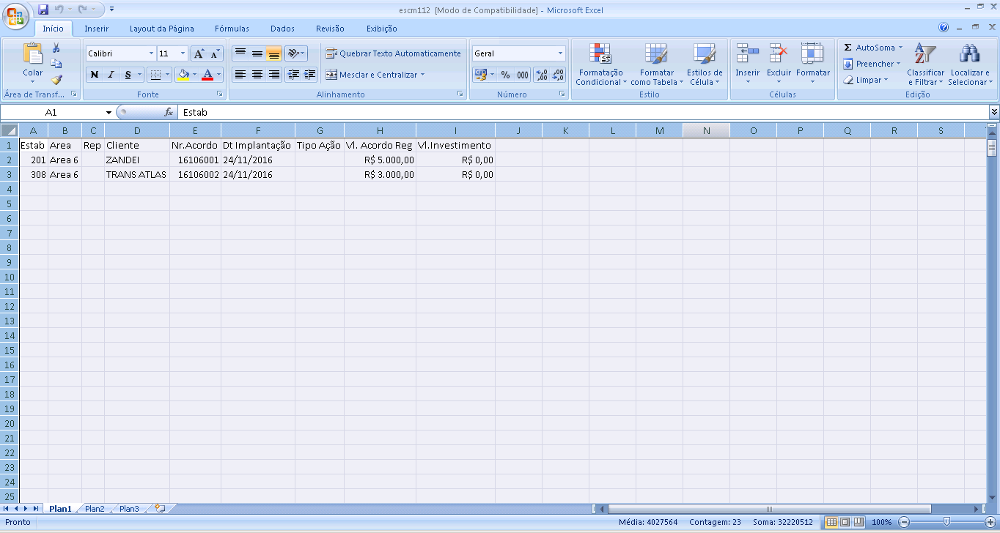 escm112 [Modo de Compatibilidade] - Microsoft Excel
Início Inserir Layout da Página Fórmulas Dados Revisão Exibição
Colar
Calibri 11
Quebrar Texto Automaticamente
Geral
N I S
Mesclar e Centralizar
% 000
Formatação Condicional
Formatar como Tabela
Estilos de Célula
Inserir Excluir Formatar
Σ AutoSoma
Preencher
Limpar
Classificar e Filtrar
Localizar e Selecionar
Área de Transf... Fonte Alinhamento Número Estilo Células Edição
A1 fx Estab
A B C D E F G H I J K L M N O P Q R S
1 Estab Area Rep Cliente Nr.Acordo Dt Implantação Tipo Ação Vl. Acordo Reg Vl.Investimento
2 201 Area 6 ZANDEI 16106001 24/11/2016 R$ 5.000,00 R$ 0,00
3 308 Area 6 TRANS ATLAS 16106002 24/11/2016 R$ 3.000,00 R$ 0,00
4
5
6
7
8
9
10
11
12
13
14
15
16
17
18
19
20
21
22
23
24
25
Plan1 Plan2 Plan3
Pronto Média: 4027564 Contagem: 23 Soma: 32220512 100%